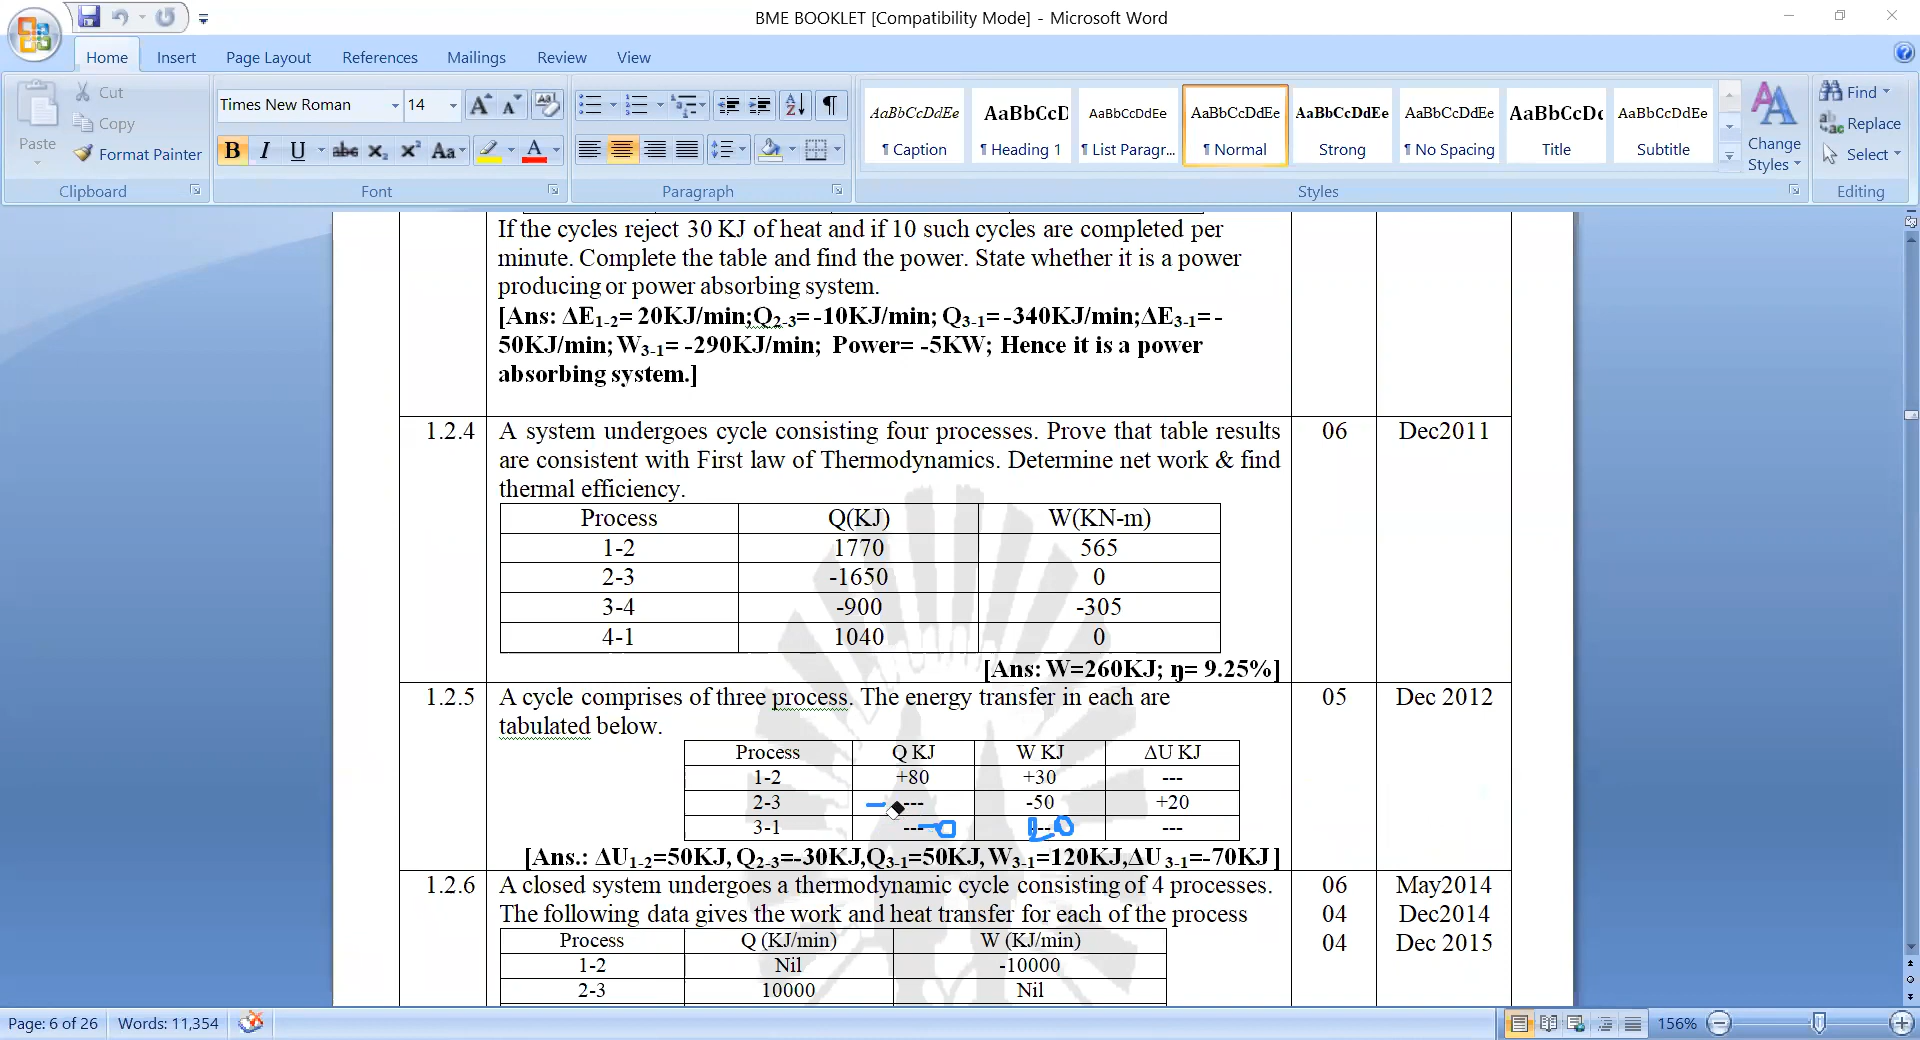 BME BOOKLET [Compatibility Mode] - Microsoft Word
Home Insert Page Layout References Mailings Review View
Paste
Cut
Copy
Format Painter
Clipboard
Times New Roman 14
B I U abc x₂ x² Aa A
Font
Paragraph
AaBbCcDdEe AaBbCcD AaBbCcDdEe AaBbCcDdEe AaBbCcDdEe AaBbCcDdEe AaBbCcDc AaBbCcDdEe
¶ Caption ¶ Heading 1 ¶ List Paragr... ¶ Normal Strong ¶ No Spacing Title Subtitle
Change Styles
Styles
Find
Replace
Select
Editing
If the cycles reject 30 KJ of heat and if 10 such cycles are completed per
minute. Complete the table and find the power. State whether it is a power
producing or power absorbing system.
[Ans: ΔE1-2= 20KJ/min;Q2-3= -10KJ/min; Q3-1= -340KJ/min;ΔE3-1= -
50KJ/min; W3-1= -290KJ/min; Power= -5KW; Hence it is a power
absorbing system.]
1.2.4 A system undergoes cycle consisting four processes. Prove that table results 06 Dec2011
are consistent with First law of Thermodynamics. Determine net work & find
thermal efficiency.
Process Q(KJ) W(KN-m)
1-2 1770 565
2-3 -1650 0
3-4 -900 -305
4-1 1040 0
[Ans: W=260KJ; ŋ= 9.25%]
1.2.5 A cycle comprises of three process. The energy transfer in each are 05 Dec 2012
tabulated below.
Process Q KJ W KJ ΔU KJ
1-2 +80 +30 ---
2-3 --- -50 +20
3-1 --- --- ---
[Ans.: ΔU1-2=50KJ, Q2-3=-30KJ,Q3-1=50KJ, W3-1=120KJ,ΔU 3-1=-70KJ]
1.2.6 A closed system undergoes a thermodynamic cycle consisting of 4 processes. 06 May2014
The following data gives the work and heat transfer for each of the process 04 Dec2014
04 Dec 2015
Process Q (KJ/min) W (KJ/min)
1-2 Nil -10000
2-3 10000 Nil
Page: 6 of 26 Words: 11,354 156%